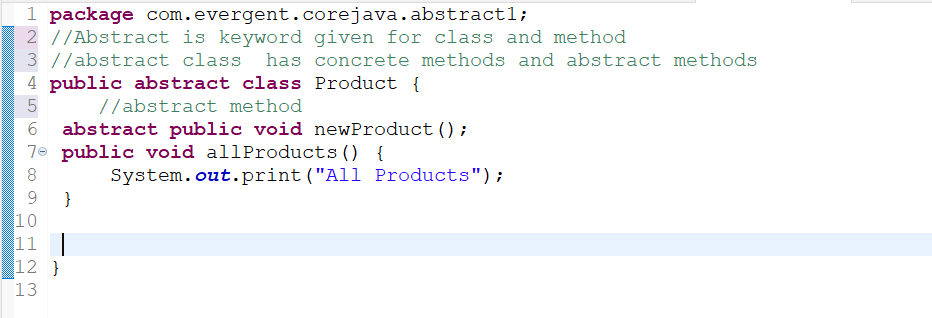 1 package com.evergent.corejava.abstract1;
2 //Abstract is keyword given for class and method
3 //abstract class  has concrete methods and abstract methods
4 public abstract class Product {
5     //abstract method
6  abstract public void newProduct();
7  public void allProducts() {
8      System.out.print("All Products");
9  }
10
11
12 }
13